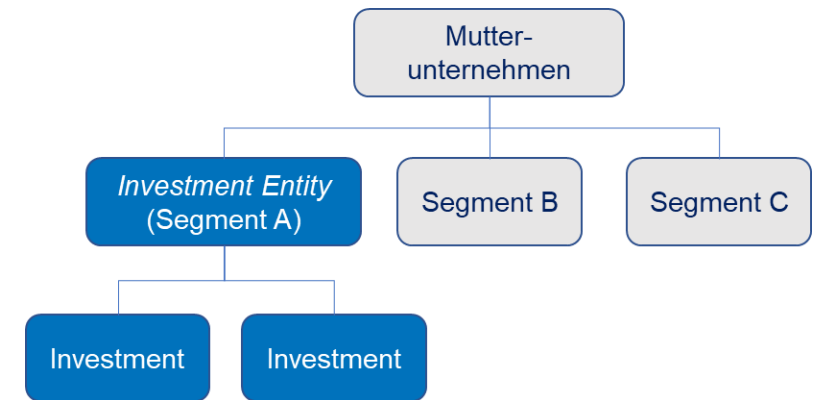 Mutter-
unternehmen
Investment Entity
(Segment A)
Segment B
Segment C
Investment
Investment